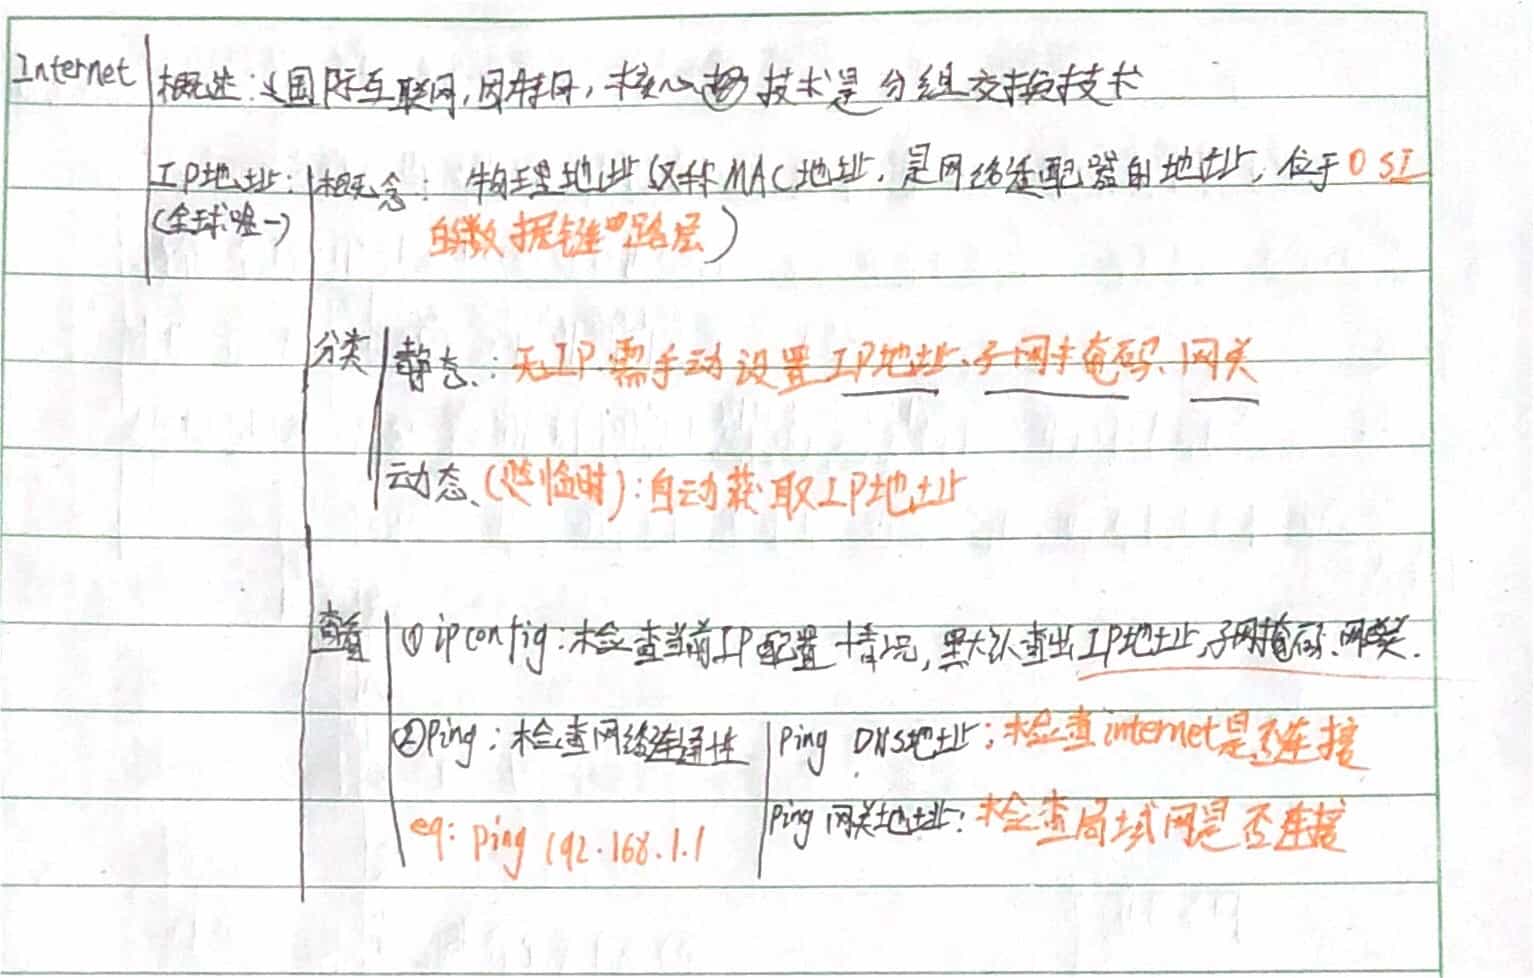 Internet 概述:国际互联网,因特网,核心技术是分组交换技术
IP地址: 概念: 物理地址(又称MAC地址,是网络适配器的地址,位于OSI
(全球唯一) 的数据链路层)
分类 静态:无IP.需手动设置IP地址、子网掩码、网关
动态(临时):自动获取IP地址
查看 ①ipconfig:检查当前IP配置情况,默认查出IP地址,子网掩码、网关.
②Ping:检查网络连通性 Ping DNS地址:检查internet是否连接
eg: Ping 192.168.1.1 Ping 网关地址:检查局域网是否连接